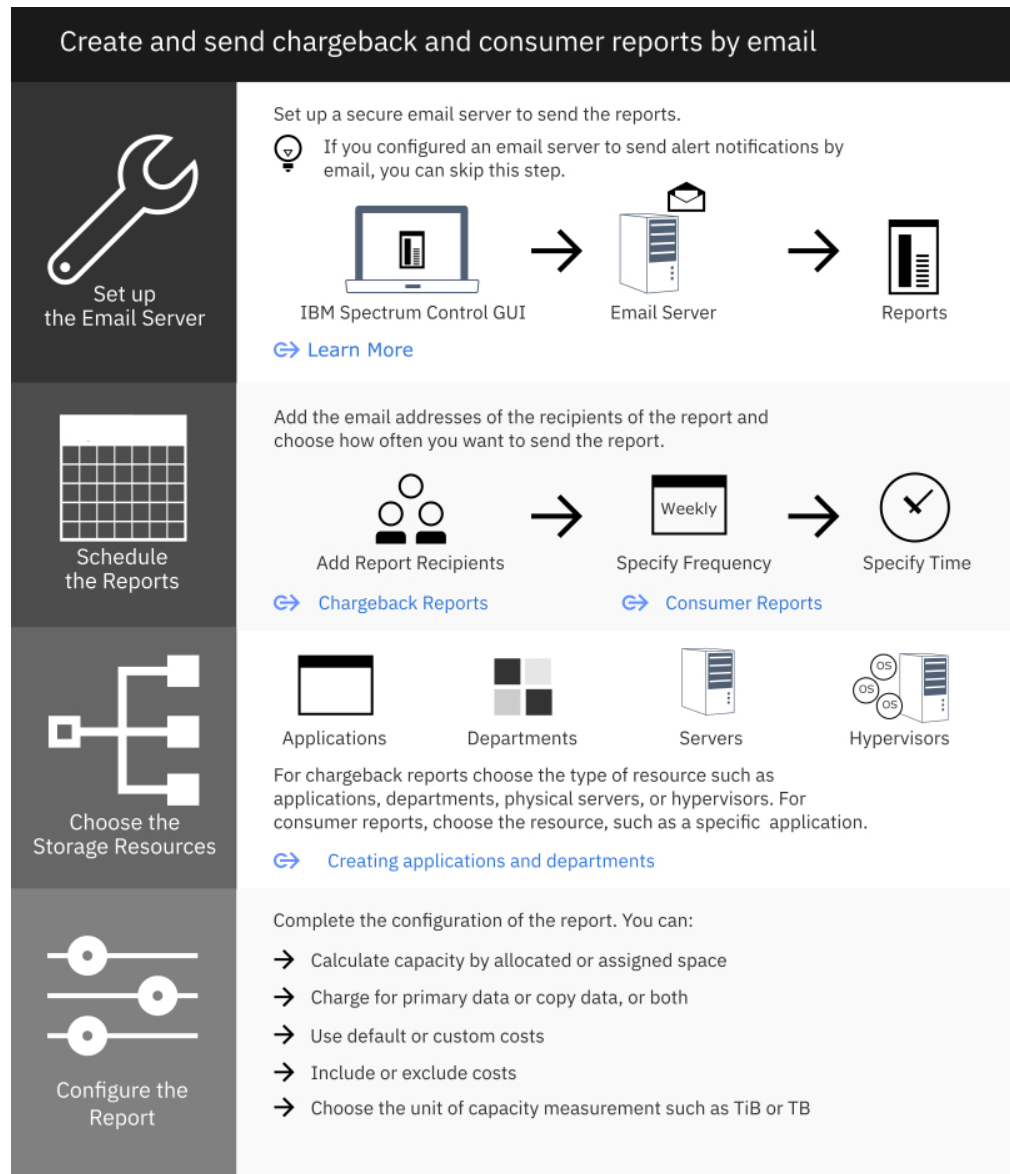 Create and send chargeback and consumer reports by email
Set up
the Email Server
Set up a secure email server to send the reports.
If you configured an email server to send alert notifications by
email, you can skip this step.
IBM Spectrum Control GUI
Email Server
Reports
Learn More
Schedule
the Reports
Add the email addresses of the recipients of the report and
choose how often you want to send the report.
Weekly
Add Report Recipients
Specify Frequency
Specify Time
Chargeback Reports
Consumer Reports
Choose the
Storage Resources
OS
OS
OS
Applications
Departments
Servers
Hypervisors
For chargeback reports choose the type of resource such as
applications, departments, physical servers, or hypervisors. For
consumer reports, choose the resource, such as a specific application.
Creating applications and departments
Configure the
Report
Complete the configuration of the report. You can:
Calculate capacity by allocated or assigned space
Charge for primary data or copy data, or both
Use default or custom costs
Include or exclude costs
Choose the unit of capacity measurement such as TiB or TB